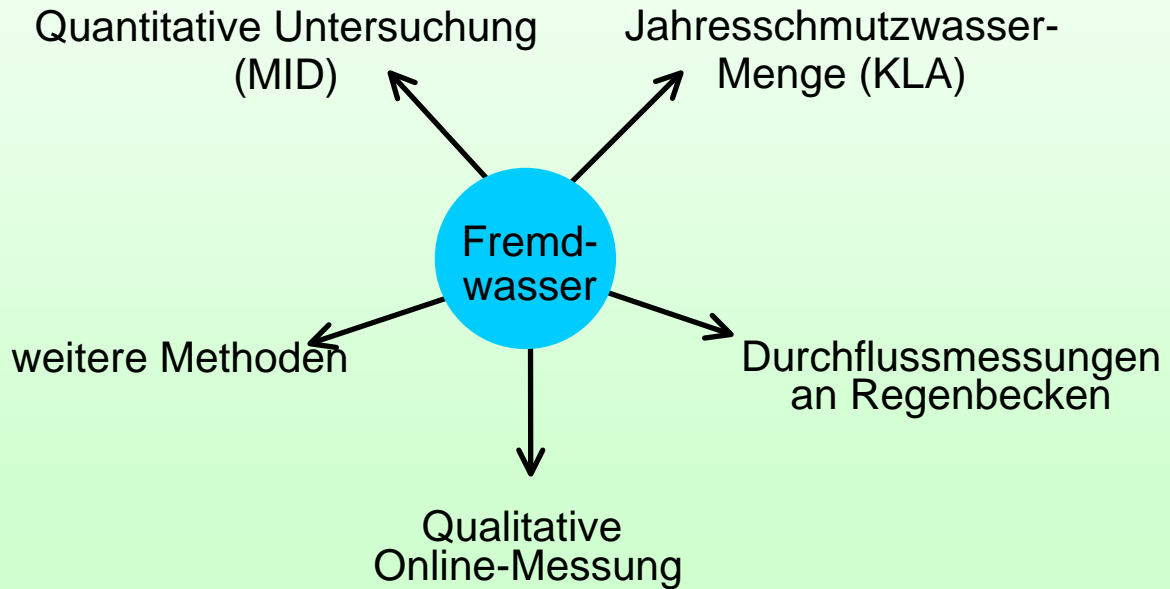 Quantitative Untersuchung
(MID)
Jahresschmutzwasser-
Menge (KLA)
Fremd-
wasser
weitere Methoden
Durchflussmessungen
an Regenbecken
Qualitative
Online-Messung